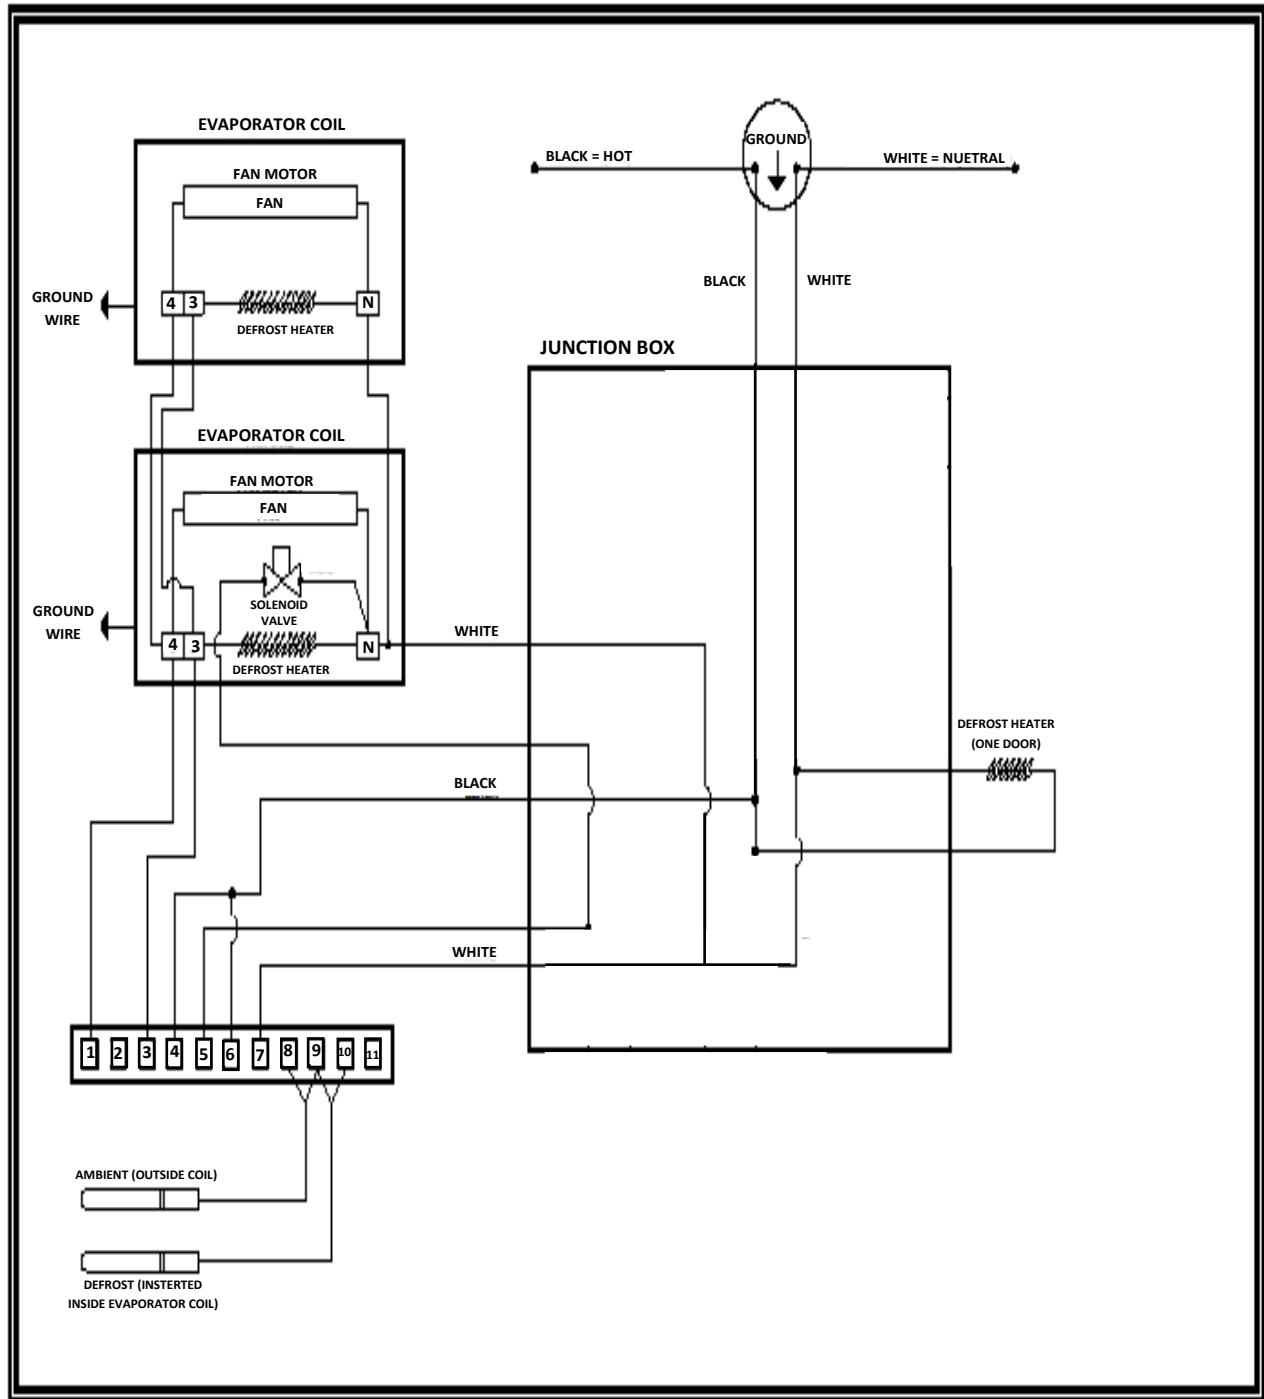 EVAPORATOR COIL
FAN MOTOR
FAN
GROUND
WIRE
4 3
N
DEFROST HEATER
GROUND
BLACK = HOT
WHITE = NUETRAL
BLACK
WHITE
JUNCTION BOX
EVAPORATOR COIL
FAN MOTOR
FAN
SOLENOID
VALVE
GROUND
WIRE
4 3
N
DEFROST HEATER
WHITE
DEFROST HEATER
(ONE DOOR)
BLACK
WHITE
1 2 3 4 5 6 7 8 9 10 11
AMBIENT (OUTSIDE COIL)
DEFROST (INSTERTED
INSIDE EVAPORATOR COIL)